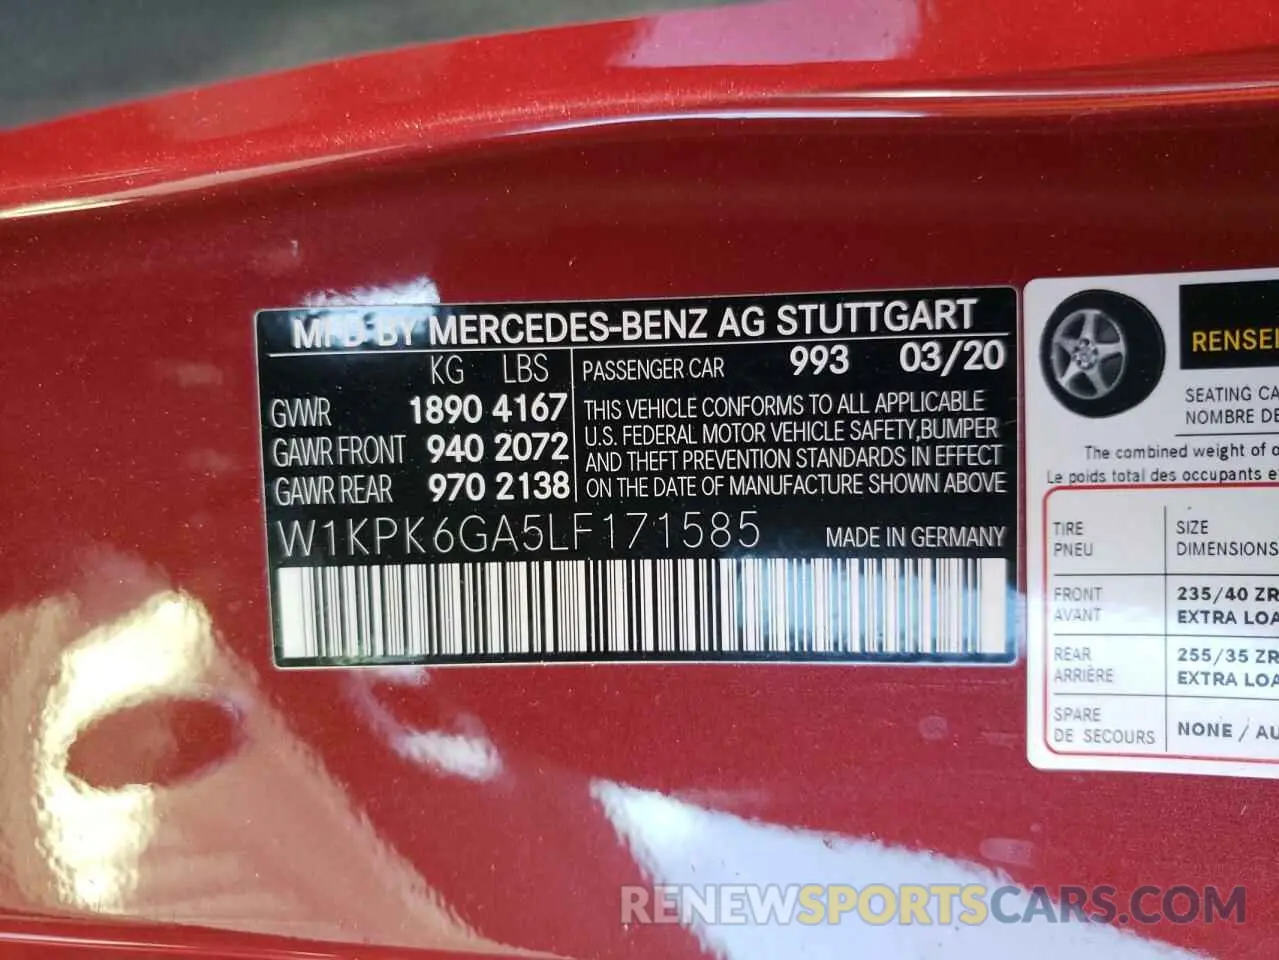 MFD BY MERCEDES-BENZ AG STUTTGART
KG LBS
GVWR 1890 4167
GAWR FRONT 940 2072
GAWR REAR 970 2138
PASSENGER CAR 993 03/20
THIS VEHICLE CONFORMS TO ALL APPLICABLE
U.S. FEDERAL MOTOR VEHICLE SAFETY,BUMPER
AND THEFT PREVENTION STANDARDS IN EFFECT
ON THE DATE OF MANUFACTURE SHOWN ABOVE
W1KPK6GA5LF171585 MADE IN GERMANY
RENSEI
SEATING CA
NOMBRE DE
The combined weight of o
Le poids total des occupants e
TIRE SIZE
PNEU DIMENSIONS
FRONT 235/40 ZR
AVANT EXTRA LOA
REAR 255/35 ZR
ARRIÈRE EXTRA LOA
SPARE
DE SECOURS NONE / AU
RENEWSPORTSCARS.COM